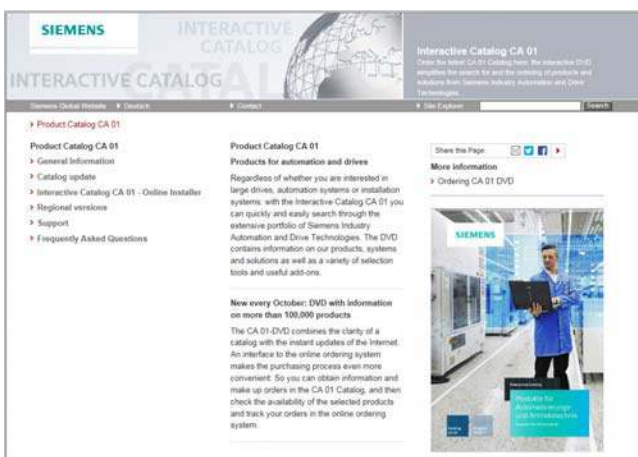 SIEMENS
INTERACTIVE
CATALOG
INTERACTIVE CATALOG
CATAL
Interactive Catalog CA 01
Order the latest CA 01 Catalog here: the interactive DVD
simplifies the search for and the ordering of products and
solutions from Siemens Industry Automation and Drive
Technologies.
Siemens Global Website
Deutsch
Contact
Site Explorer
Search
Product Catalog CA 01
Product Catalog CA 01
General Information
Catalog update
Interactive Catalog CA 01 - Online Installer
Regional versions
Support
Frequently Asked Questions
Product Catalog CA 01
Products for automation and drives
Regardless of whether you are interested in
large drives, automation systems or installation
systems: with the Interactive Catalog CA 01 you
can quickly and easily search through the
extensive portfolio of Siemens Industry
Automation and Drive Technologies. The DVD
contains information on our products, systems
and solutions as well as a variety of selection
tools and useful add-ons.
New every October: DVD with information
on more than 100,000 products
The CA 01-DVD combines the clarity of a
catalog with the instant updates of the Internet.
An interface to the online ordering system
makes the purchasing process even more
convenient: So you can obtain information and
make up orders in the CA 01 Catalog, and then
check the availability of the selected products
and track your orders in the online ordering
system.
Share this Page:
More information
Ordering CA 01 DVD
SIEMENS
Produkte für
Automatisierungs-
und Antriebstechnik